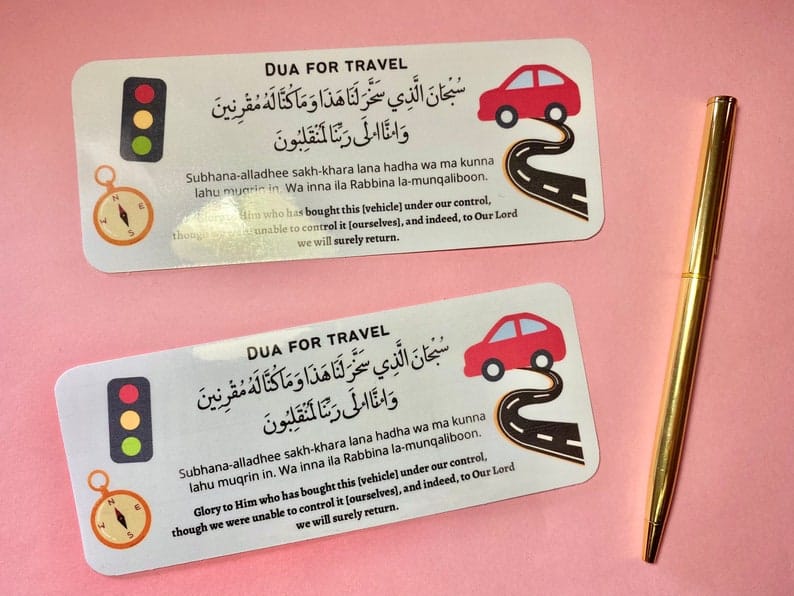 DUA FOR TRAVEL
سُبْحَانَ الَّذِي سَخَّرَ لَنَا هَذَا وَمَا كُنَّا لَهُ مُقْرِنِينَ
وَإِنَّا إِلَى رَبِّنَا لَمُنْقَلِبُونَ
Subhana-alladhee sakh-khara lana hadha wa ma kunna
lahu muqrin in. Wa inna ila Rabbina la-munqaliboon.
Glory to Him who has bought this [vehicle] under our control,
though we were unable to control it [ourselves], and indeed, to Our Lord
we will surely return.
N
E
S
W
DUA FOR TRAVEL
سُبْحَانَ الَّذِي سَخَّرَ لَنَا هَذَا وَمَا كُنَّا لَهُ مُقْرِنِينَ
وَإِنَّا إِلَى رَبِّنَا لَمُنْقَلِبُونَ
Subhana-alladhee sakh-khara lana hadha wa ma kunna
lahu muqrin in. Wa inna ila Rabbina la-munqaliboon.
Glory to Him who has bought this [vehicle] under our control,
though we were unable to control it [ourselves], and indeed, to Our Lord
we will surely return.
N
E
S
W